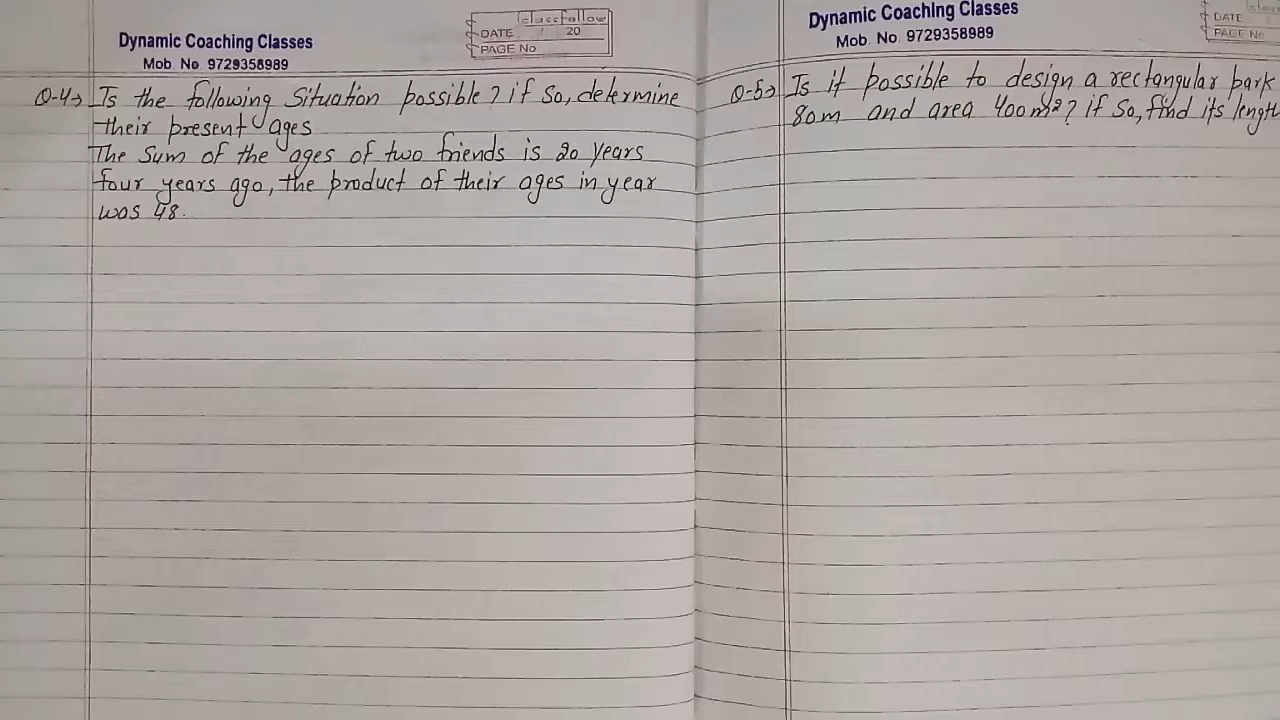 Dynamic Coaching Classes
Mob. No. 9729358989
classfollow
DATE / 20
PAGE No
Q-4→ Is the following Situation possible? if so, determine
their present ages
The Sum of the ages of two friends is 20 years
four years ago, the product of their ages in year
was 48.
Dynamic Coaching Classes
Mob. No. 9729358989
DATE
PAGE No
Q-5→ Is it possible to design a rectangular park
80m and area 400m²? if so, find its length